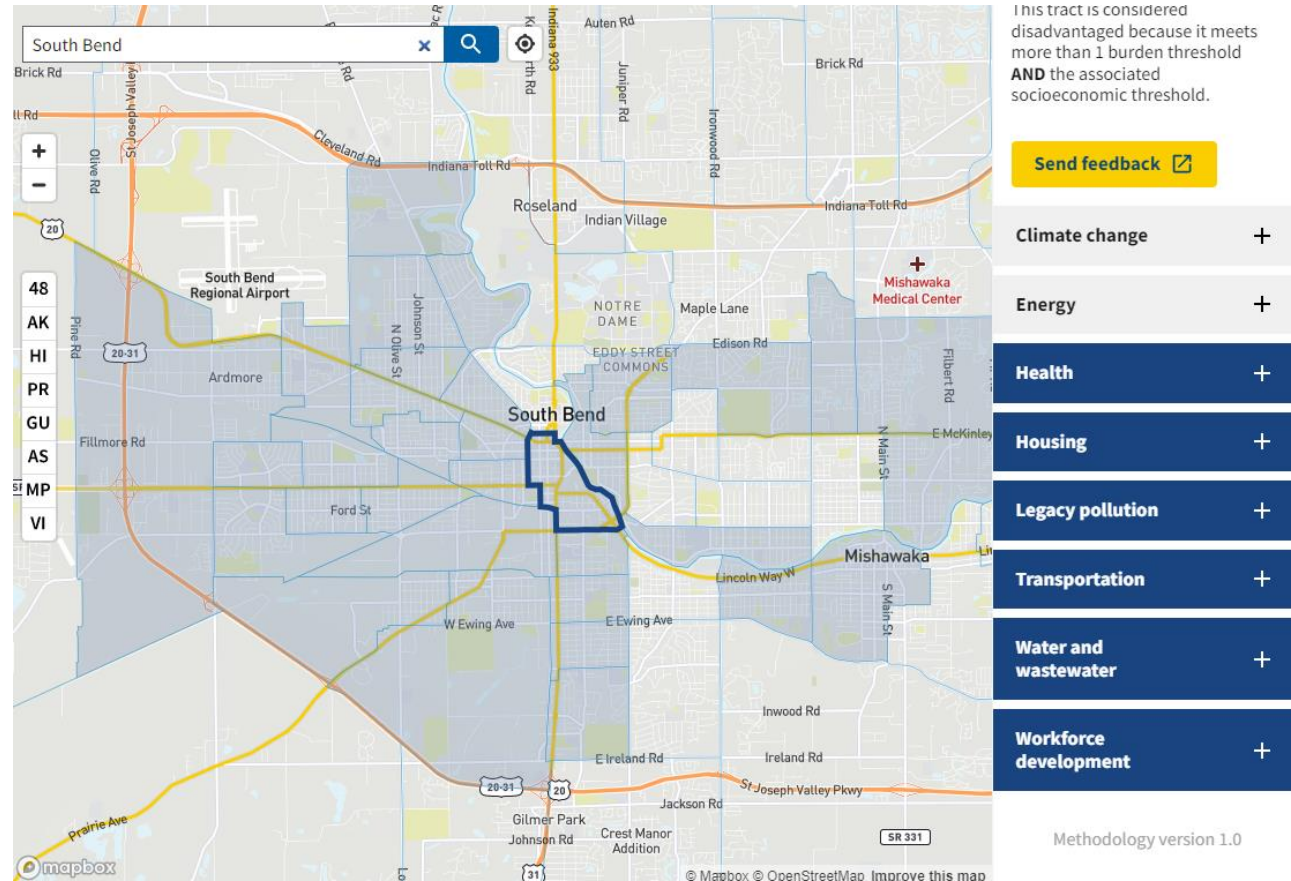 South Bend
×
Auten Rd
Indiana 933
Juniper Rd
Brick Rd
Brick Rd
St Joseph Valley
Rd
Olive Rd
Cleveland Rd
Indiana Toll Rd
Ironwood Rd
Indiana Toll Rd
+
−
Roseland
Indian Village
20
South Bend
Regional Airport
Mishawaka
Medical Center
48
AK
HI
PR
GU
AS
MP
VI
Pine Rd
20-31
Johnson St
N Olive St
NOTRE
DAME
Maple Lane
EDDY STREET
COMMONS
Edison Rd
Filbert Rd
Ardmore
South Bend
Fillmore Rd
N Main St
E McKinley
Ford St
Mishawaka
Lincoln Way W
S Main St
W Ewing Ave
E Ewing Ave
Inwood Rd
E Ireland Rd
Ireland Rd
20-31
20
St Joseph Valley Pkwy
Jackson Rd
Prairie Ave
Gilmer Park
Johnson Rd
Crest Manor
Addition
SR 331
31
mapbox
© Mapbox © OpenStreetMap Improve this map
This tract is considered
disadvantaged because it meets
more than 1 burden threshold
AND the associated
socioeconomic threshold.
Send feedback
Climate change +
Energy +
Health +
Housing +
Legacy pollution +
Transportation +
Water and
wastewater +
Workforce
development +
Methodology version 1.0